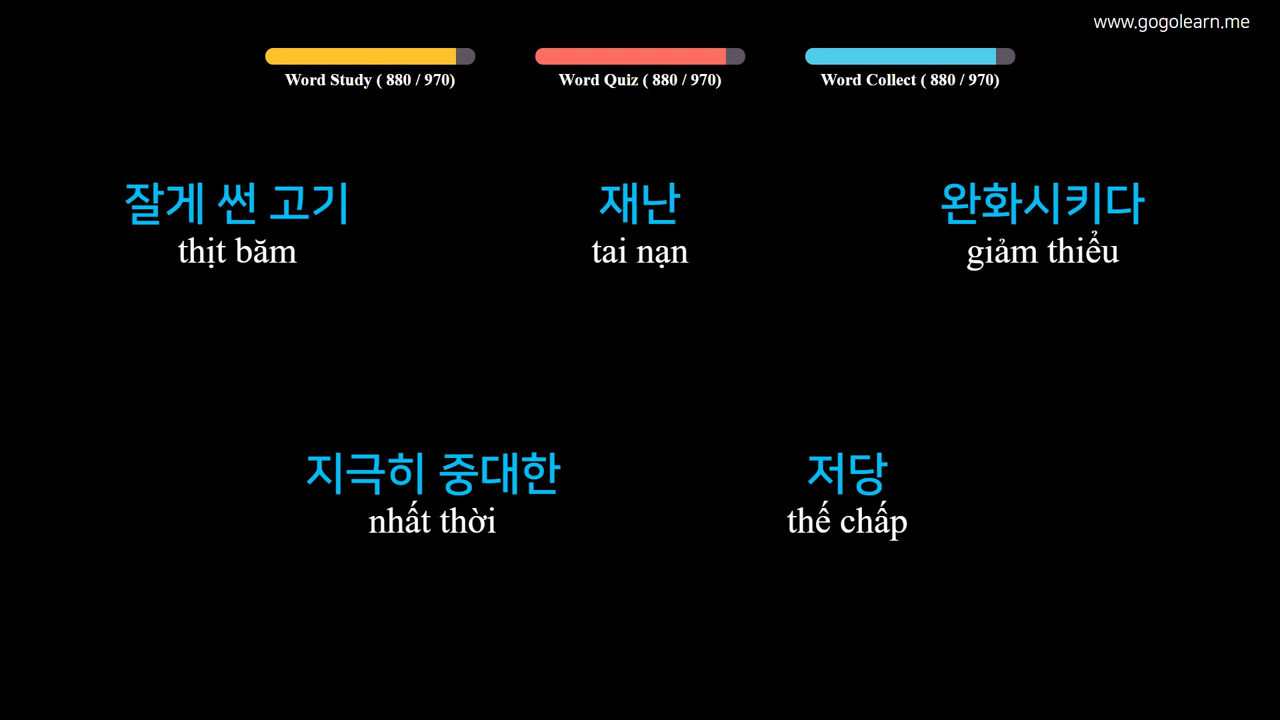 www.gogolearn.me
Word Study ( 880 / 970)
Word Quiz ( 880 / 970)
Word Collect ( 880 / 970)
잘게 썬 고기
thịt băm
재난
tai nạn
완화시키다
giảm thiểu
지극히 중대한
nhất thời
저당
thế chấp